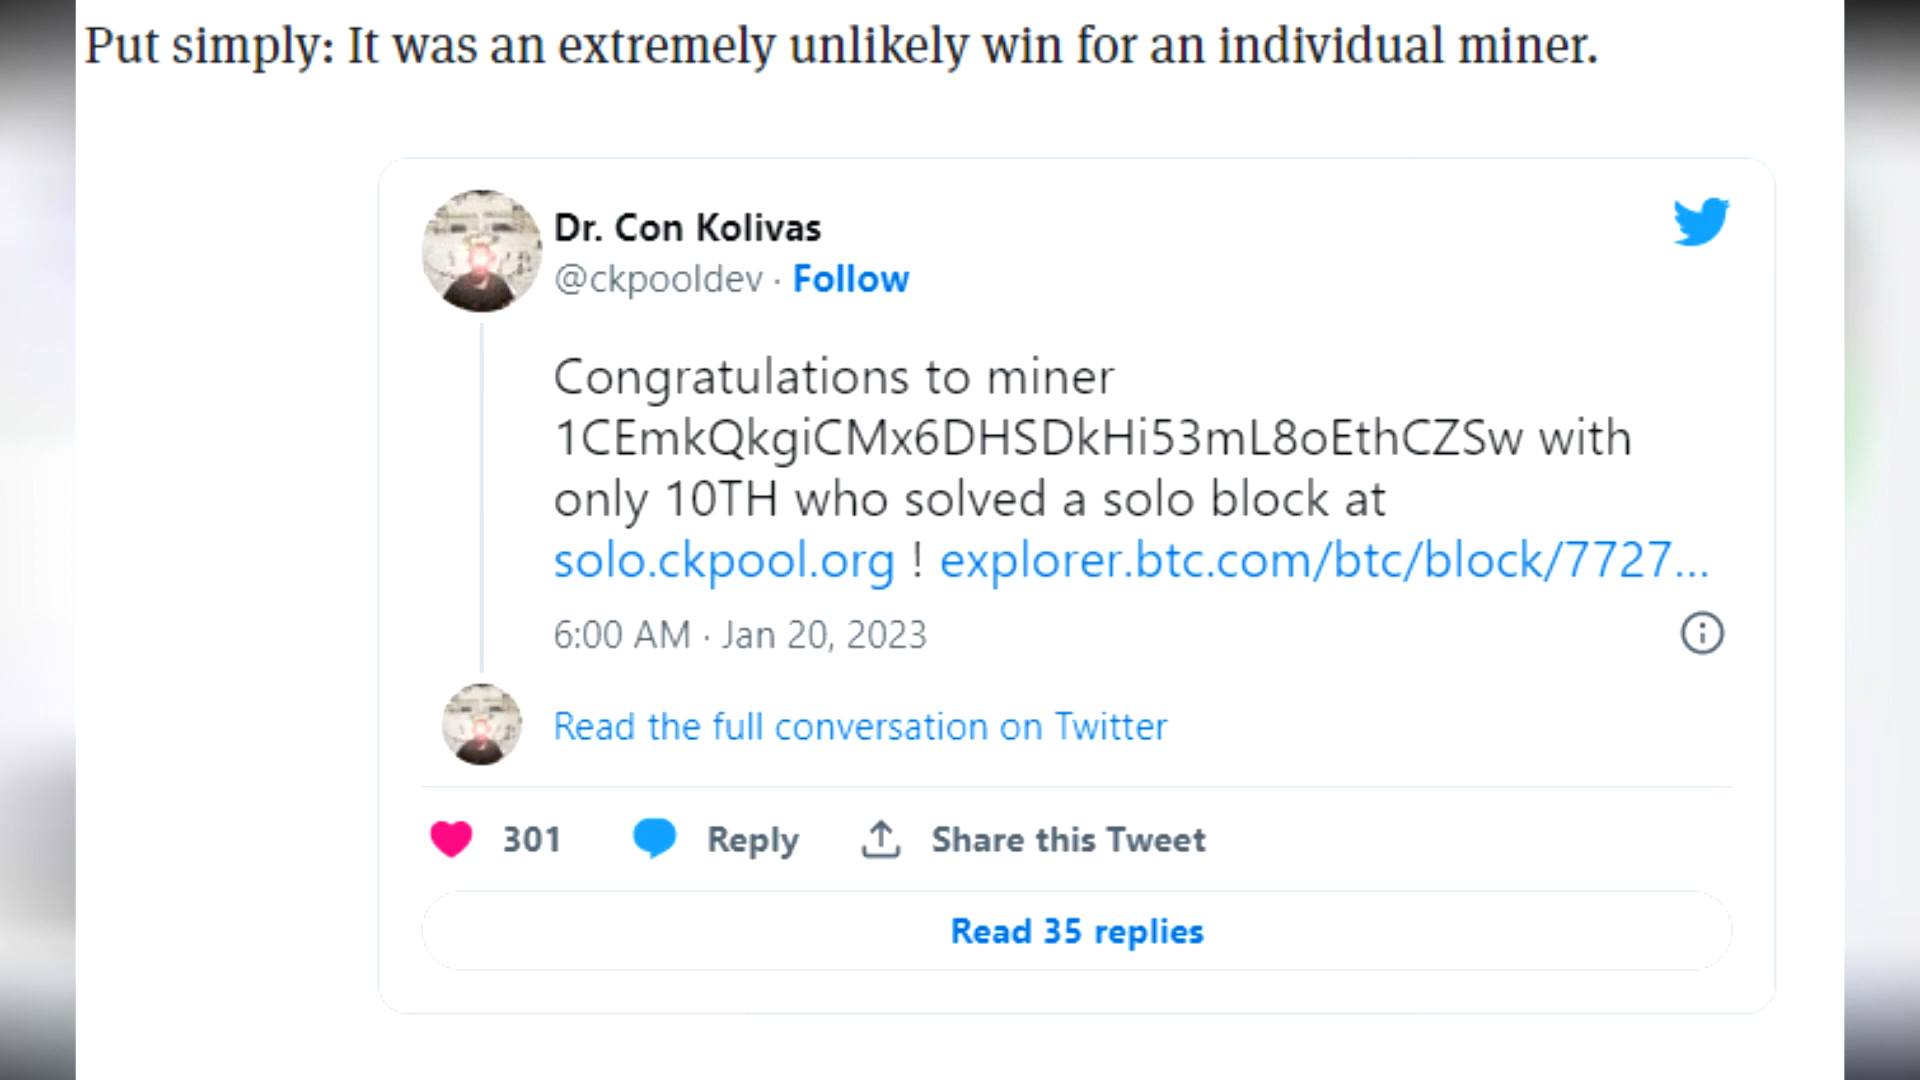 Put simply: It was an extremely unlikely win for an individual miner.
Dr. Con Kolivas
@ckpooldev · Follow
Congratulations to miner
1CEmkQkgiCMx6DHSDkHi53mL8oEthCZSw with
only 10TH who solved a solo block at
solo.ckpool.org ! explorer.btc.com/btc/block/7727...
6:00 AM · Jan 20, 2023
Read the full conversation on Twitter
301 Reply Share this Tweet
Read 35 replies